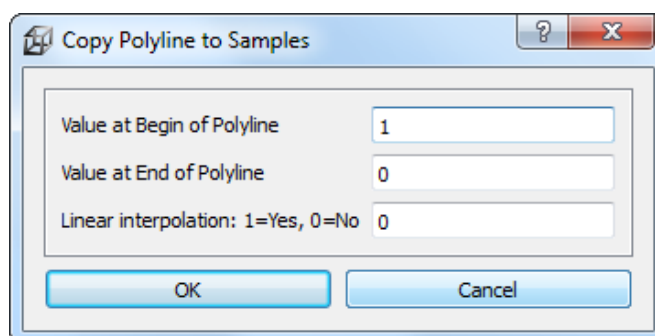 Copy Polyline to Samples
Value at Begin of Polyline 1
Value at End of Polyline 0
Linear interpolation: 1=Yes, 0=No 0
OK Cancel